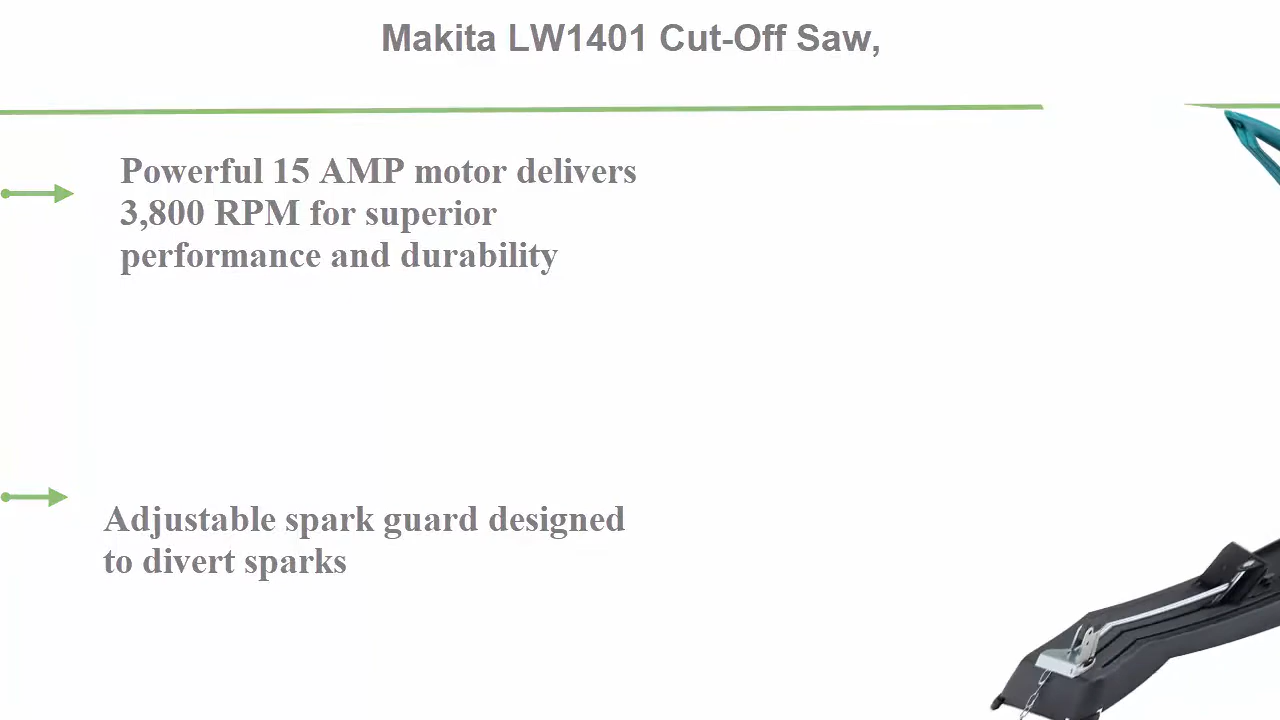 Makita LW1401 Cut-Off Saw,
Powerful 15 AMP motor delivers
3,800 RPM for superior
performance and durability
Adjustable spark guard designed
to divert sparks